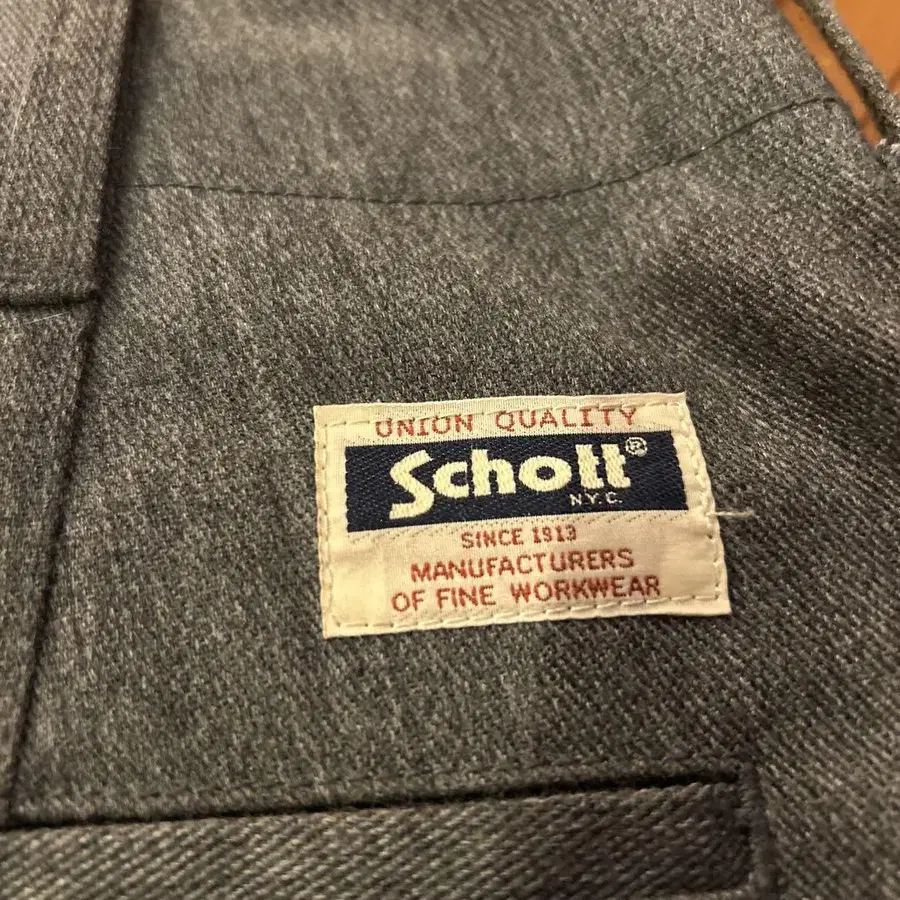 UNION QUALITY
Schott®
N.Y.C.
SINCE 1913
MANUFACTURERS
OF FINE WORKWEAR